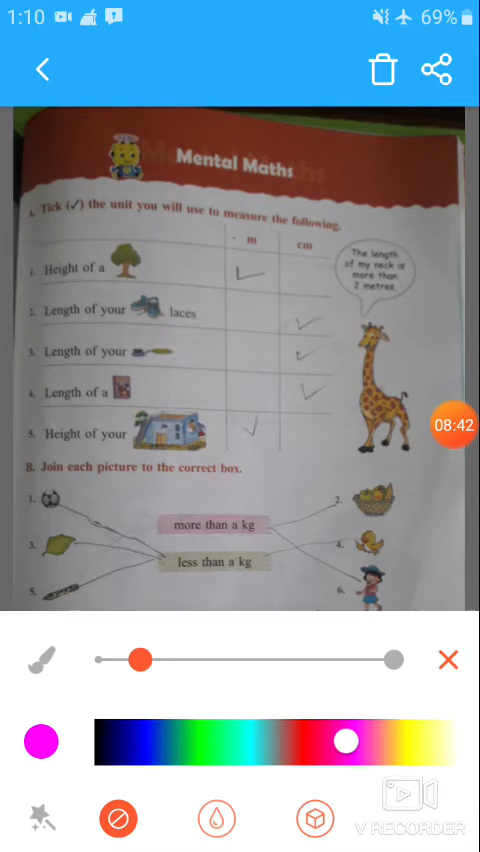 1:10
69%
Mental Maths
A. Tick (✓) the unit you will use to measure the following.
m
cm
1. Height of a
2. Length of your laces
3. Length of your
4. Length of a
5. Height of your
The length
of my neck is
more than
2 metres.
08:42
B. Join each picture to the correct box.
1.
2.
more than a kg
3.
4.
less than a kg
5.
6.
V RECORDER